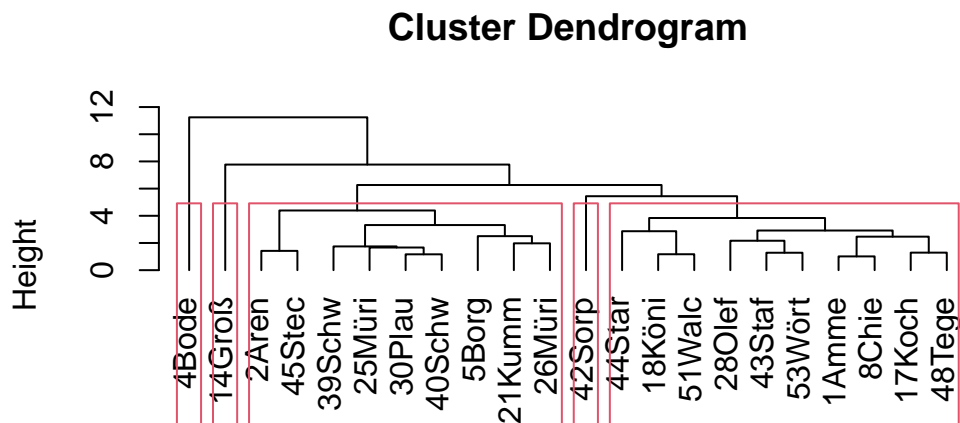 Cluster Dendrogram
Height
0
4
8
12
4Bode
14Groß
2Aren
45Stec
39Schw
25Müri
30Plau
40Schw
5Borg
21Kumm
26Müri
42Sorp
44Star
18Köni
51Walc
28Olef
43Staf
53Wört
1Amme
8Chie
17Koch
48Tege